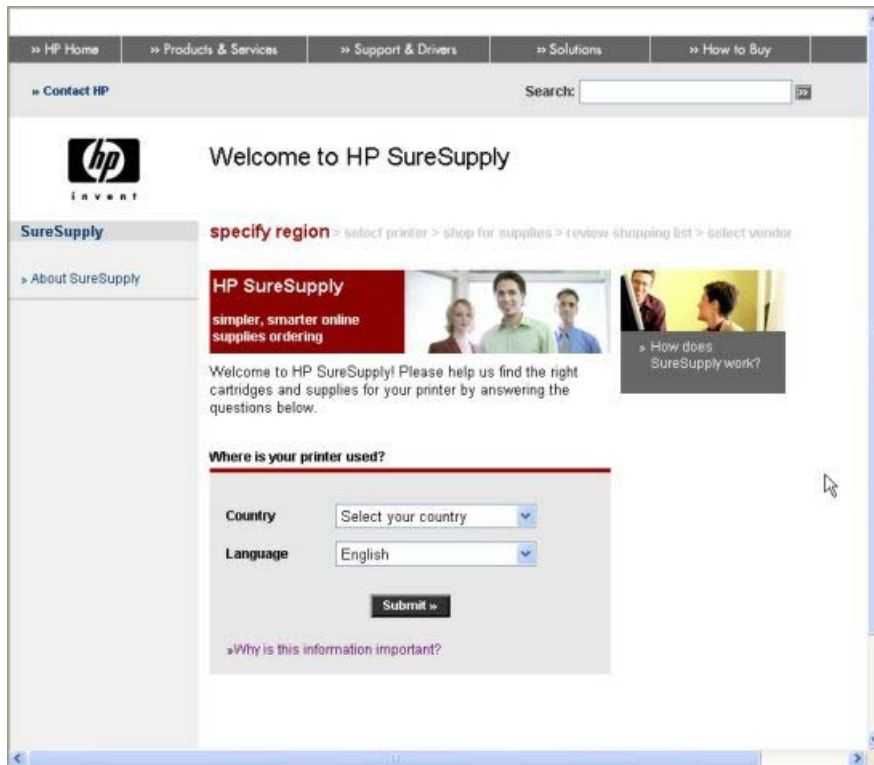 » HP Home » Products & Services » Support & Drivers » Solutions » How to Buy
» Contact HP Search:
hp
invent
Welcome to HP SureSupply
SureSupply
specify region > select printer > shop for supplies > review shopping list > select vendor
» About SureSupply
HP SureSupply
simpler, smarter online
supplies ordering
» How does
SureSupply work?
Welcome to HP SureSupply! Please help us find the right
cartridges and supplies for your printer by answering the
questions below.
Where is your printer used?
Country Select your country
Language English
Submit »
»Why is this information important?